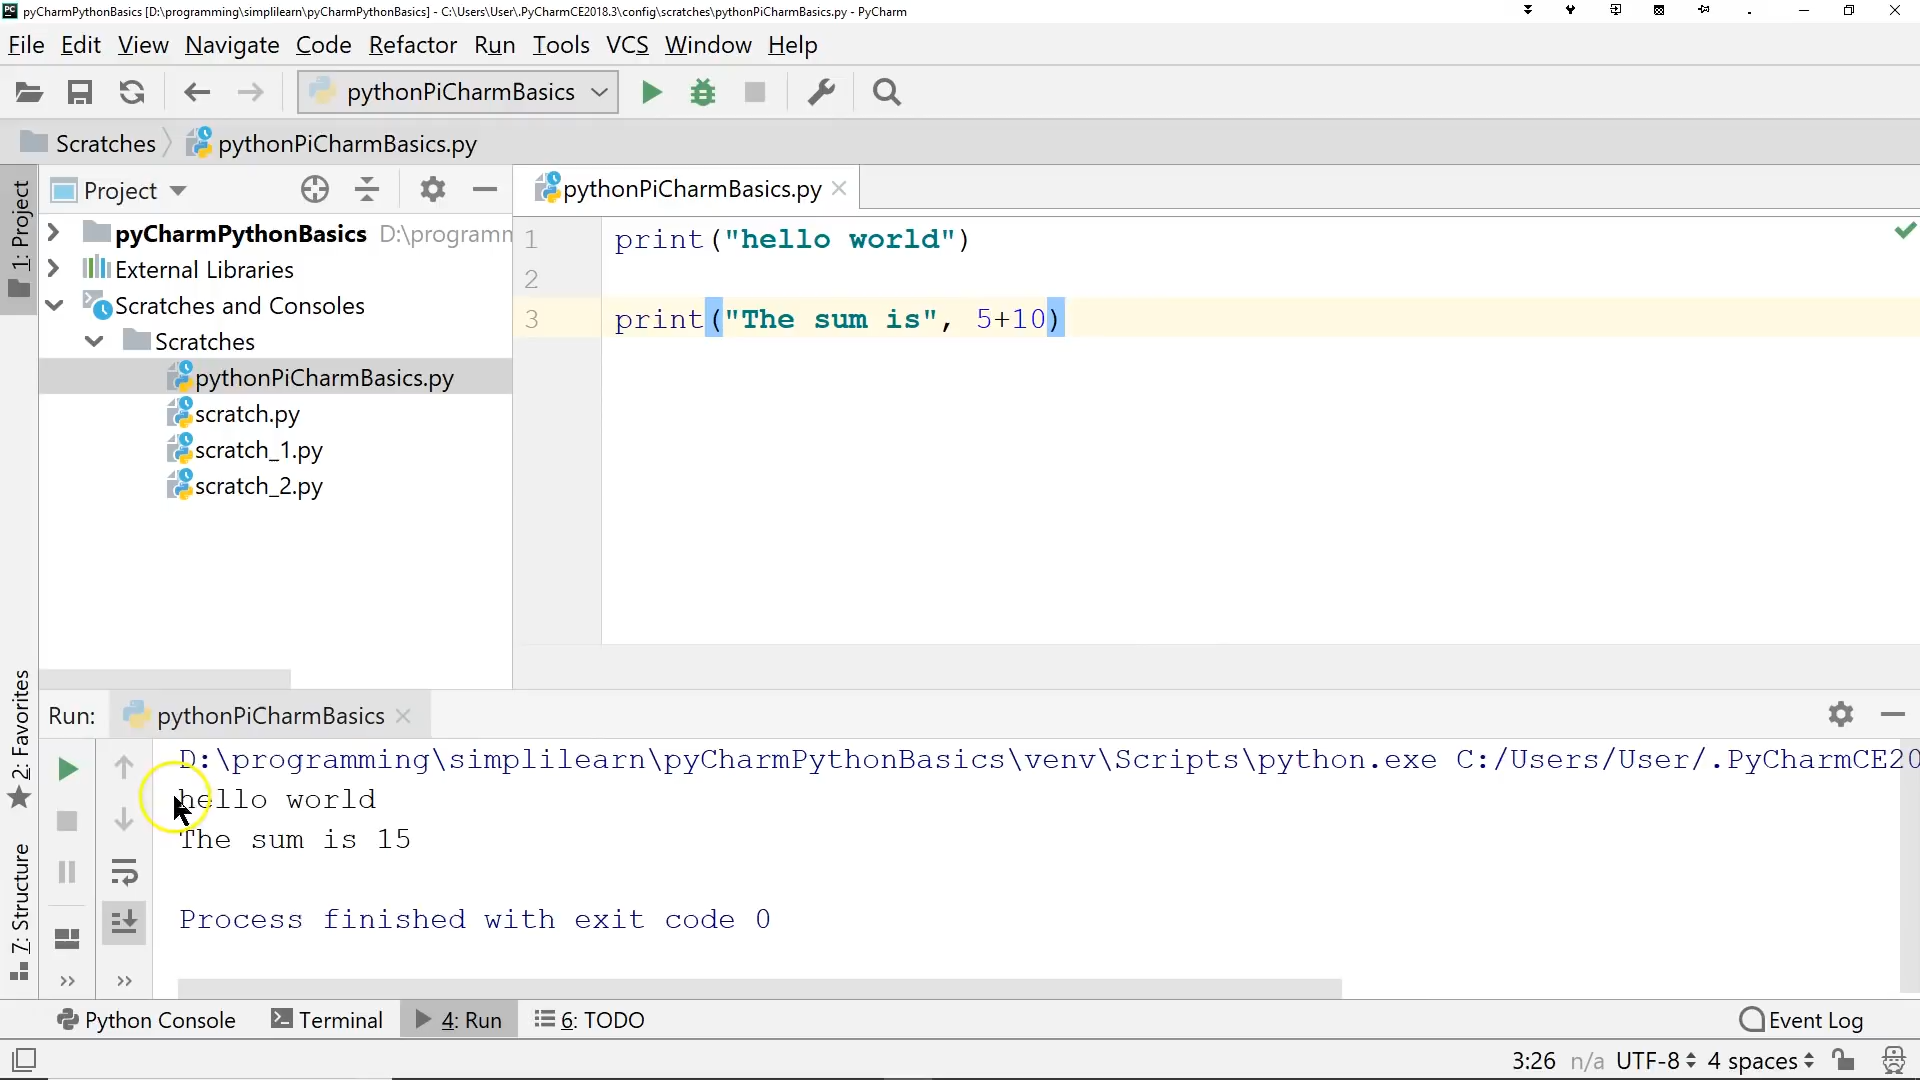 pyCharmPythonBasics [D:\programming\simplilearn\pyCharmPythonBasics] - C:\Users\User\.PyCharmCE2018.3\config\scratches\pythonPiCharmBasics.py - PyCharm
File Edit View Navigate Code Refactor Run Tools VCS Window Help
pythonPiCharmBasics
Scratches pythonPiCharmBasics.py
1: Project
Project
pyCharmPythonBasics D:\programm
External Libraries
Scratches and Consoles
Scratches
pythonPiCharmBasics.py
scratch.py
scratch_1.py
scratch_2.py
pythonPiCharmBasics.py
1 print("hello world")
2
3 print("The sum is", 5+10)
2: Favorites
7: Structure
Run: pythonPiCharmBasics
D:\programming\simplilearn\pyCharmPythonBasics\venv\Scripts\python.exe C:/Users/User/.PyCharmCE20
hello world
The sum is 15
Process finished with exit code 0
Python Console Terminal 4: Run 6: TODO Event Log
3:26 n/a UTF-8 4 spaces